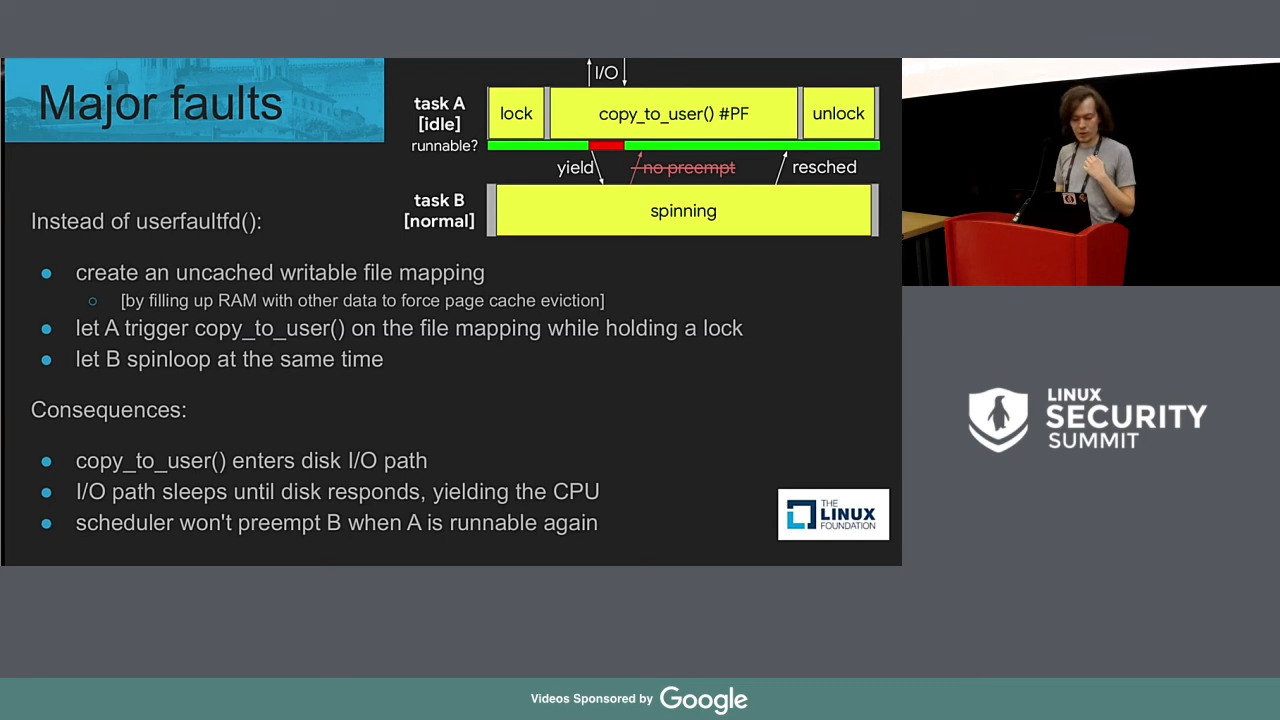 Major faults
I/O
task A
[idle]
runnable?
lock
copy_to_user() #PF
unlock
yield
no preempt
resched
task B
[normal]
spinning
Instead of userfaultfd():
create an uncached writable file mapping
[by filling up RAM with other data to force page cache eviction]
let A trigger copy_to_user() on the file mapping while holding a lock
let B spinloop at the same time
Consequences:
copy_to_user() enters disk I/O path
I/O path sleeps until disk responds, yielding the CPU
scheduler won't preempt B when A is runnable again
THE
LINUX
FOUNDATION
LINUX
SECURITY
SUMMIT
Videos Sponsored by Google